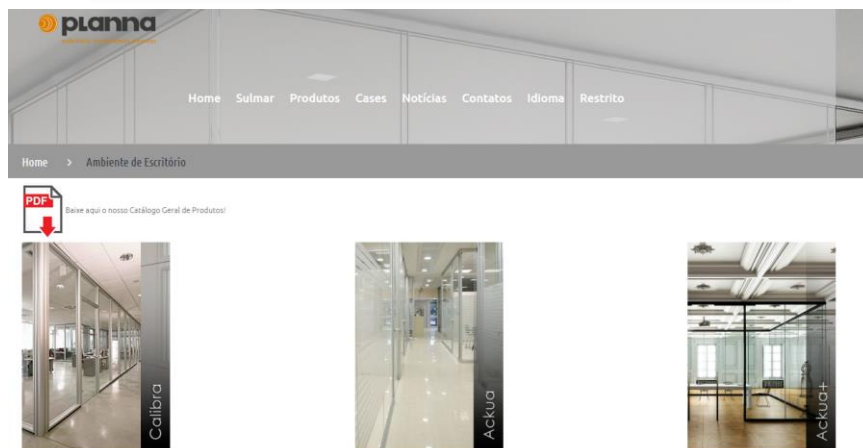 planna
Home Sulmar Produtos Cases Notícias Contatos Idioma Restrito
Home > Ambiente de Escritório
PDF
Baixe aqui o nosso Catálogo Geral de Produtos!
Calibra
Ackua
Ackua+